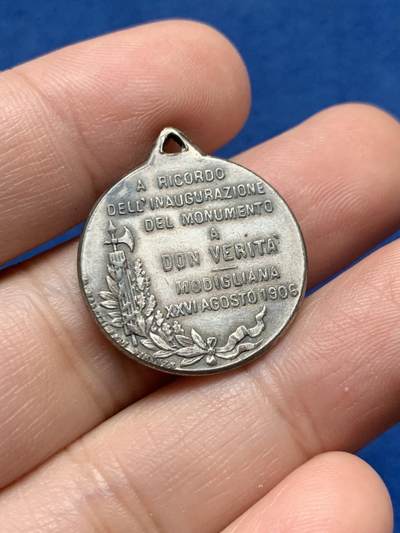 A RICORDO
DELL'INAUGURAZIONE
DEL MONUMENTO
A
DON VERITA'
MODIGLIANA
XXVI AGOSTO 1906